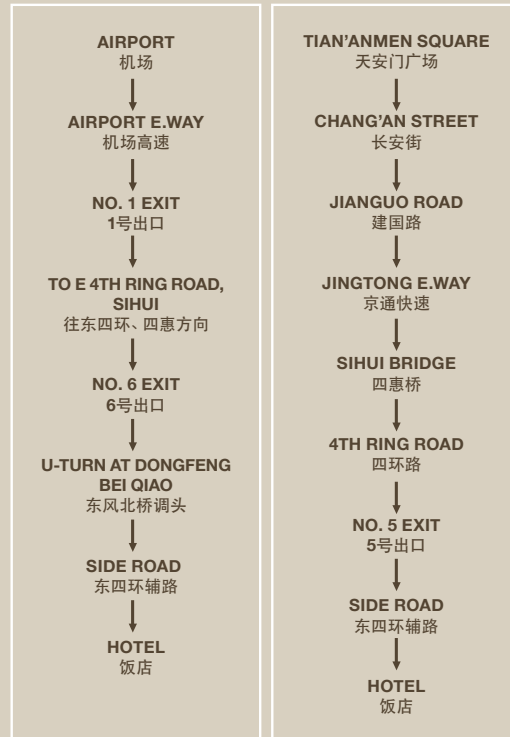 AIRPORT
机场
AIRPORT E.WAY
机场高速
NO. 1 EXIT
1号出口
TO E 4TH RING ROAD,
SIHUI
往东四环、四惠方向
NO. 6 EXIT
6号出口
U-TURN AT DONGFENG
BEI QIAO
东风北桥调头
SIDE ROAD
东四环辅路
HOTEL
饭店
TIAN'ANMEN SQUARE
天安门广场
CHANG'AN STREET
长安街
JIANGUO ROAD
建国路
JINGTONG E.WAY
京通快速
SIHUI BRIDGE
四惠桥
4TH RING ROAD
四环路
NO. 5 EXIT
5号出口
SIDE ROAD
东四环辅路
HOTEL
饭店